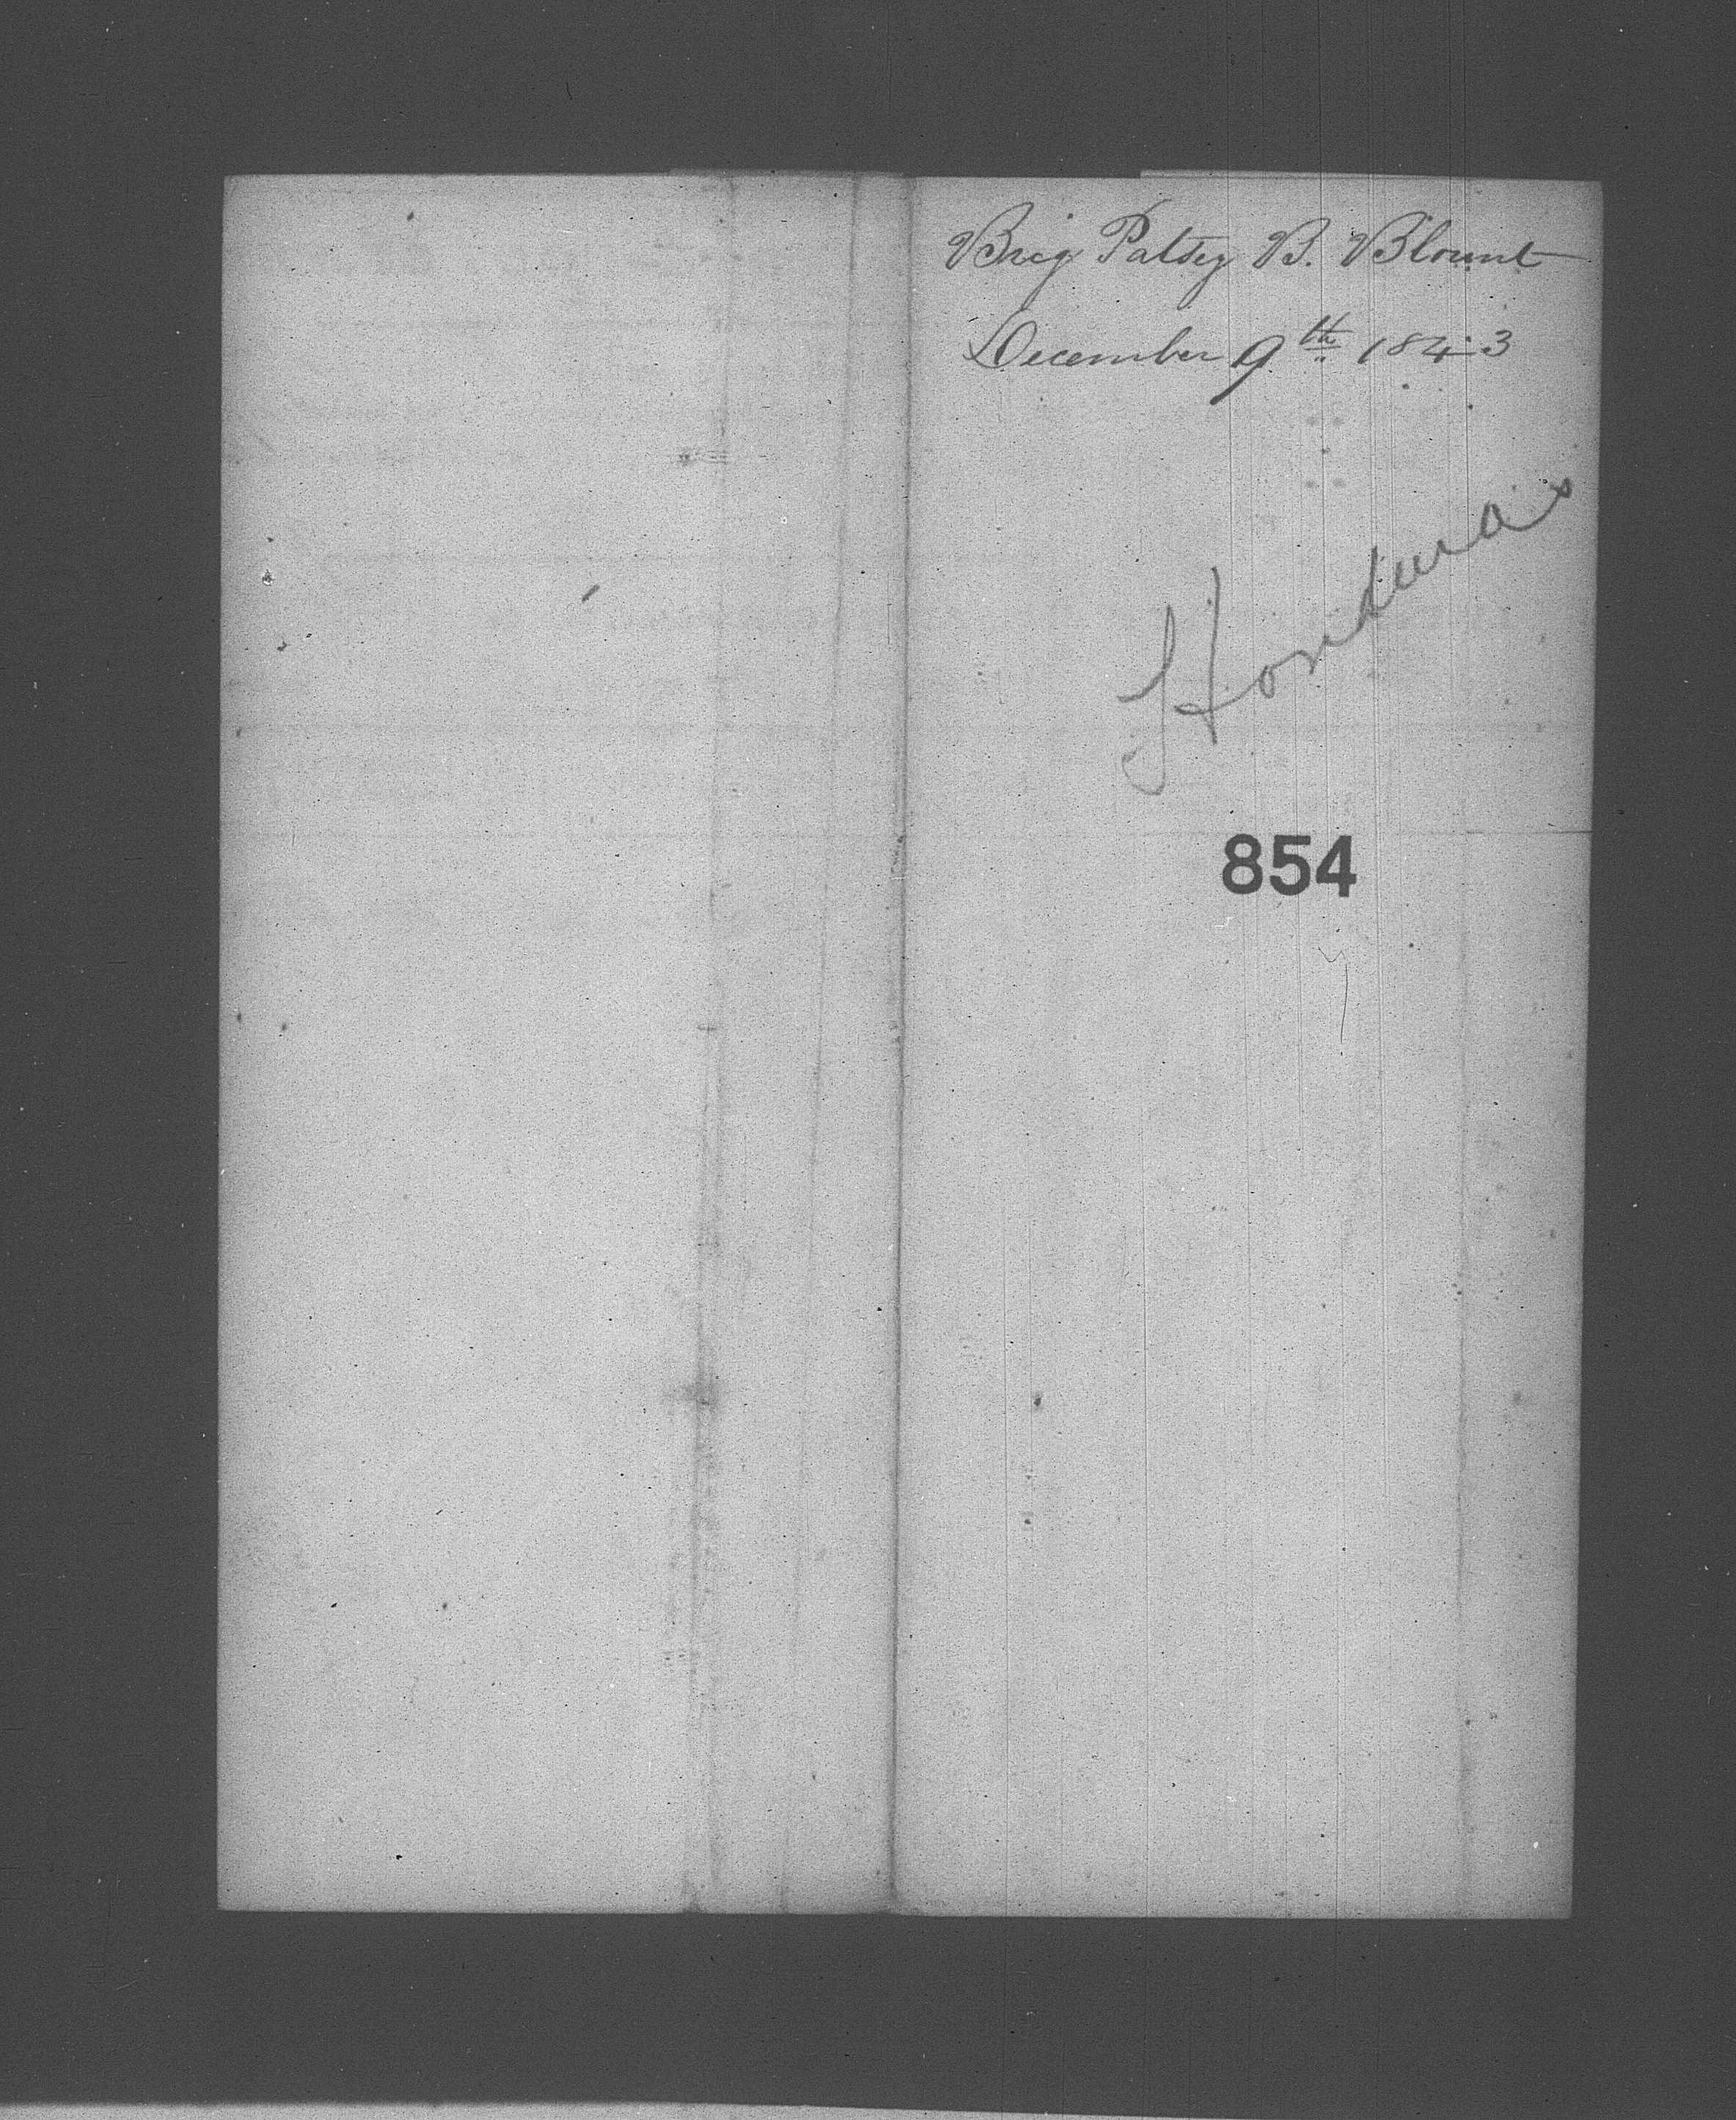 Brig Patsey B. Blount
December 9th 1843
Honduras
854